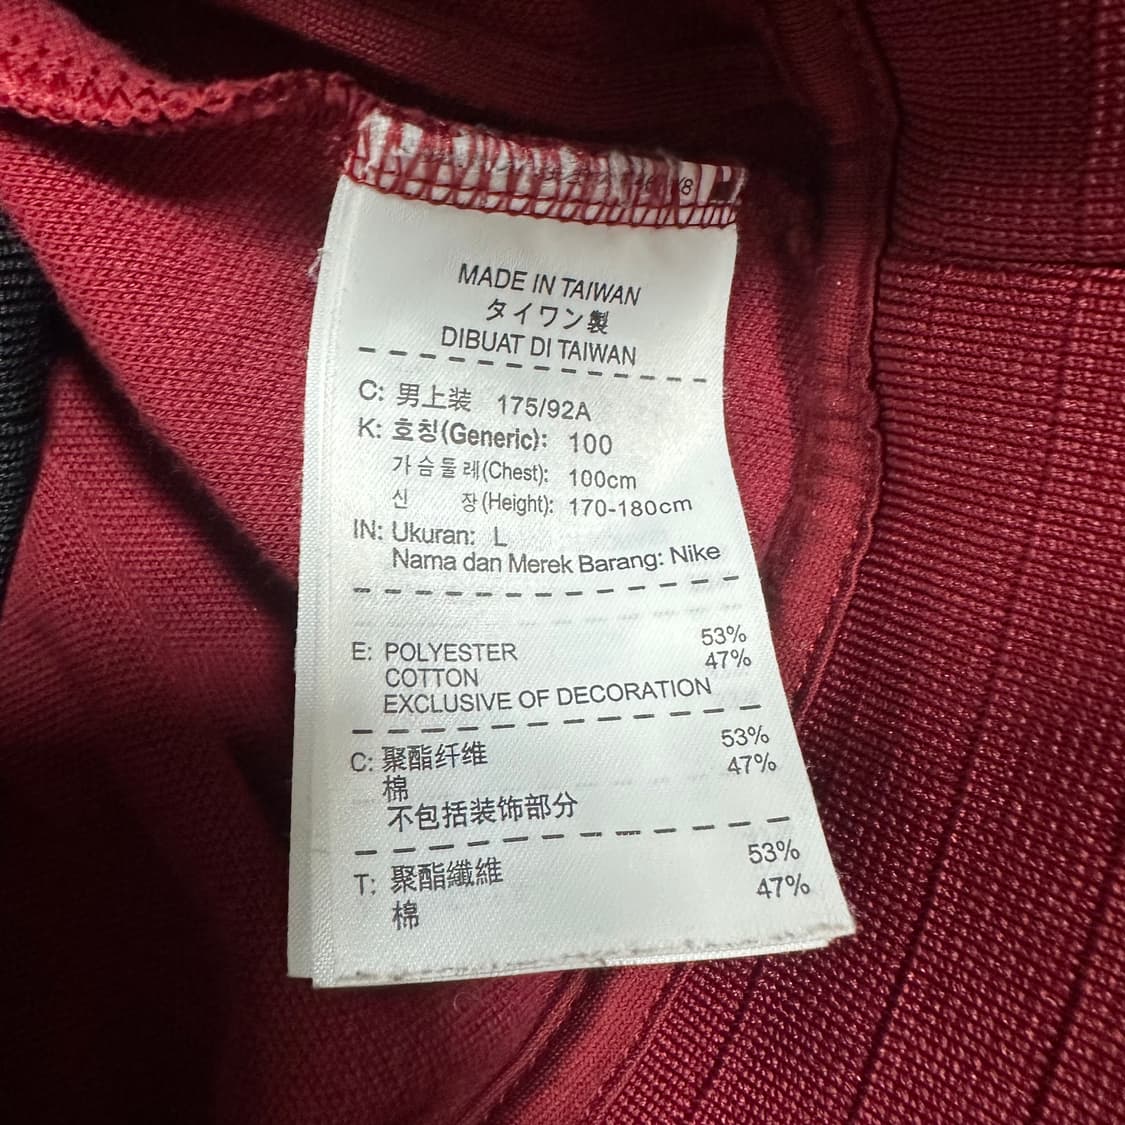 MADE IN TAIWAN
タイワン製
DIBUAT DI TAIWAN
C: 男上装 175/92A
K: 호칭(Generic): 100
가슴둘레(Chest): 100cm
신 장(Height): 170-180cm
IN: Ukuran: L
Nama dan Merek Barang: Nike
E: POLYESTER 53%
COTTON 47%
EXCLUSIVE OF DECORATION
C: 聚酯纤维 53%
棉 47%
不包括装饰部分
T: 聚酯纖維 53%
棉 47%